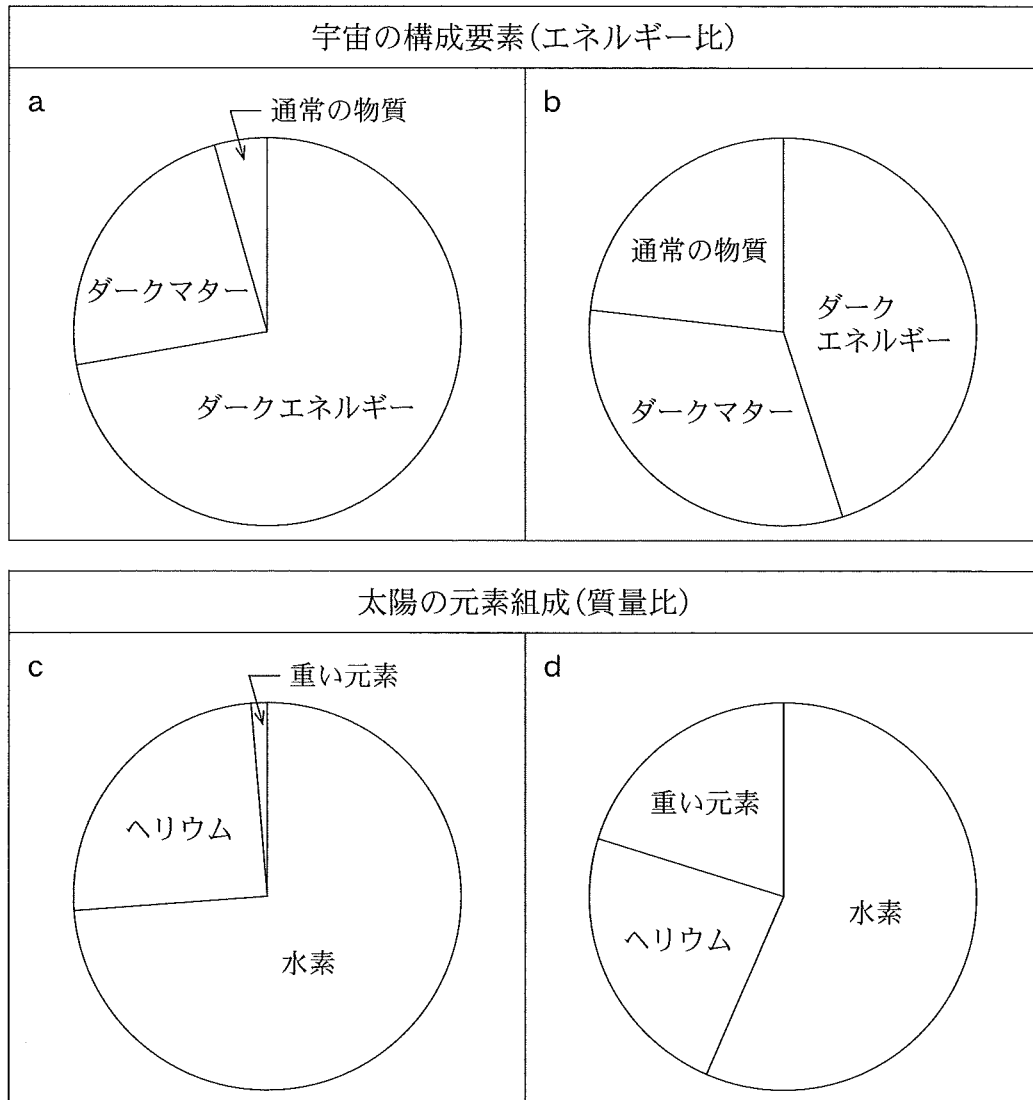 宇宙の構成要素(エネルギー比)
a
通常の物質
ダークマター
ダークエネルギー
b
通常の物質
ダーク
エネルギー
ダークマター
太陽の元素組成(質量比)
c
重い元素
ヘリウム
水素
d
重い元素
水素
ヘリウム